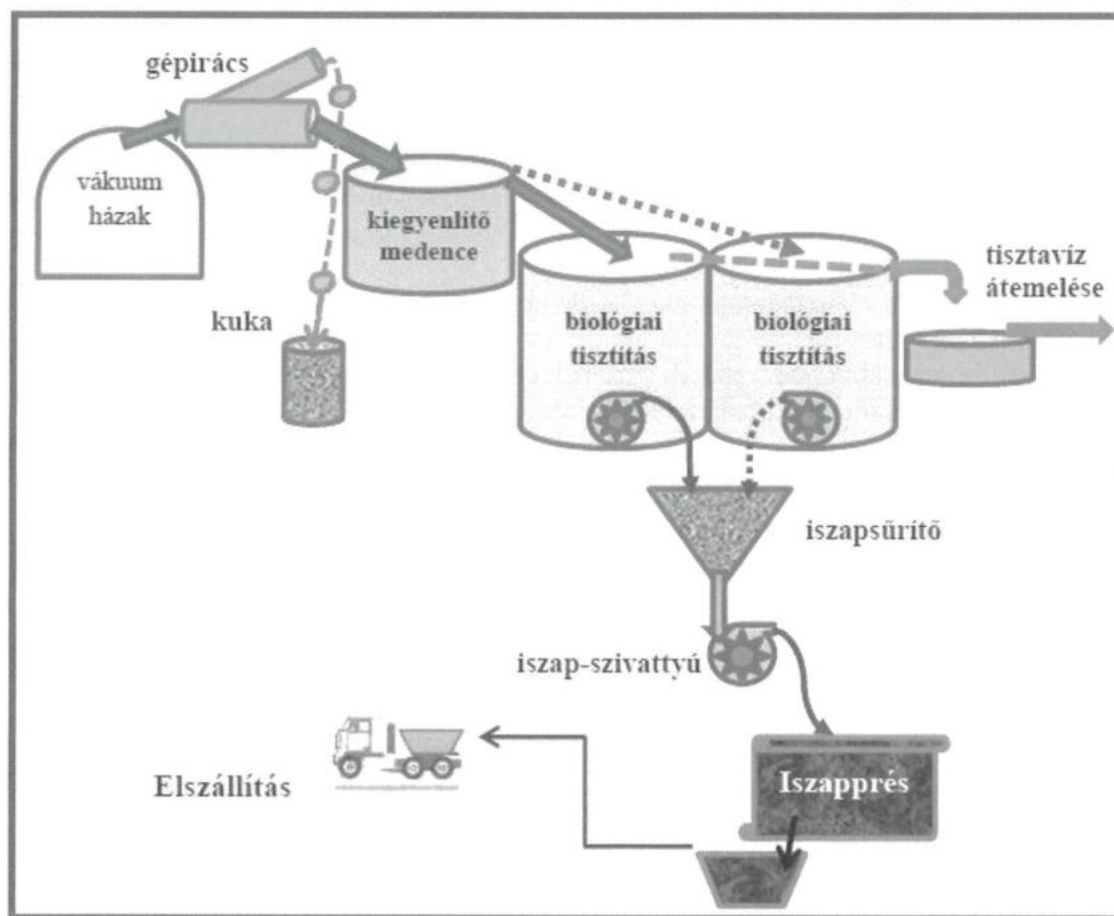 gépirács
vákuum
házak
kiegyenlítő
medence
kuka
biológiai
tisztítás
biológiai
tisztítás
tisztavíz
átemelése
iszapsűrítő
iszap-szivattyú
Elszállítás
Iszapprés